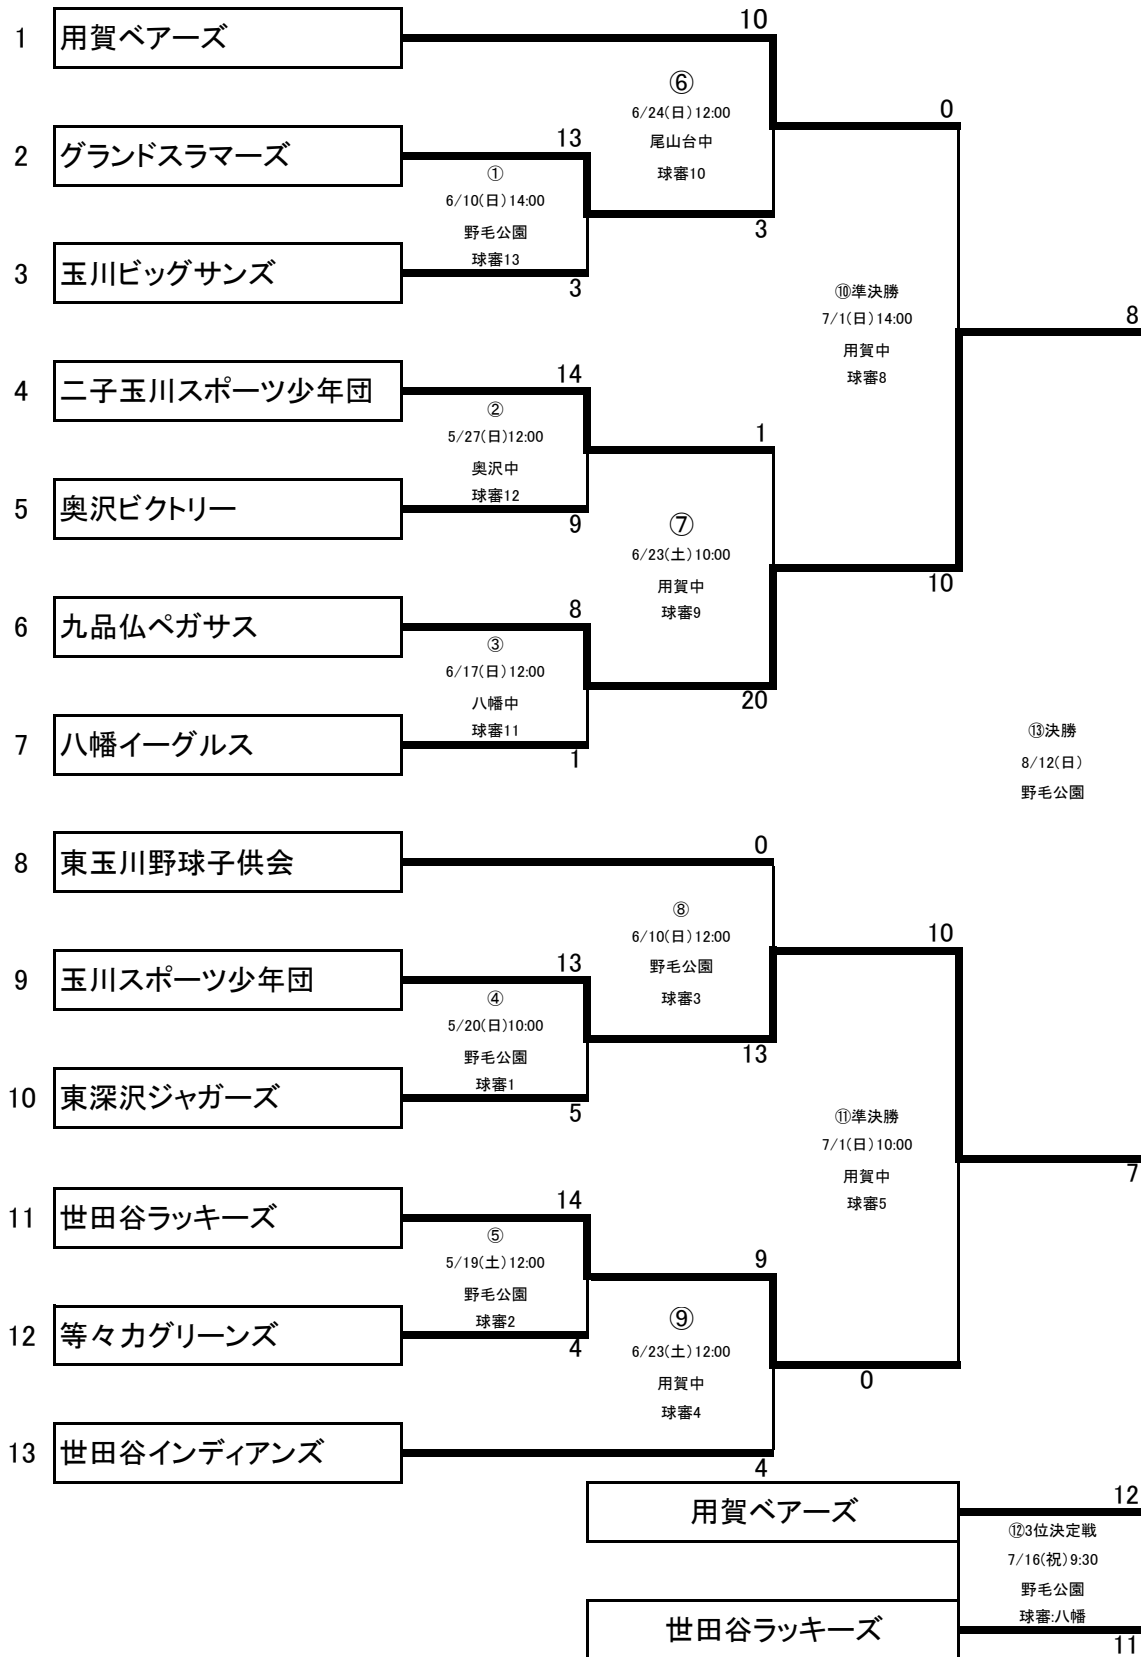 10
1 用賀ベアーズ
⑥
6/24(日)12:00
尾山台中
球審10
0
13
2 グランドスラマーズ
①
6/10(日)14:00
野毛公園
球審13
3
3 玉川ビッグサンズ
3
⑩準決勝
7/1(日)14:00
用賀中
球審8
8
14
4 二子玉川スポーツ少年団
②
5/27(日)12:00
奥沢中
球審12
1
5 奥沢ビクトリー
9
⑦
6/23(土)10:00
用賀中
球審9
10
8
6 九品仏ペガサス
③
6/17(日)12:00
八幡中
球審11
20
7 八幡イーグルス
1
⑬決勝
8/12(日)
野毛公園
0
8 東玉川野球子供会
⑧
6/10(日)12:00
野毛公園
球審3
10
13
9 玉川スポーツ少年団
④
5/20(日)10:00
野毛公園
球審1
13
10 東深沢ジャガーズ
5
⑪準決勝
7/1(日)10:00
用賀中
球審5
7
14
11 世田谷ラッキーズ
⑤
5/19(土)12:00
野毛公園
球審2
9
12 等々力グリーンズ
4
⑨
6/23(土)12:00
用賀中
球審4
0
13 世田谷インディアンズ
4
用賀ベアーズ
12
⑫3位決定戦
7/16(祝)9:30
野毛公園
球審:八幡
世田谷ラッキーズ
11